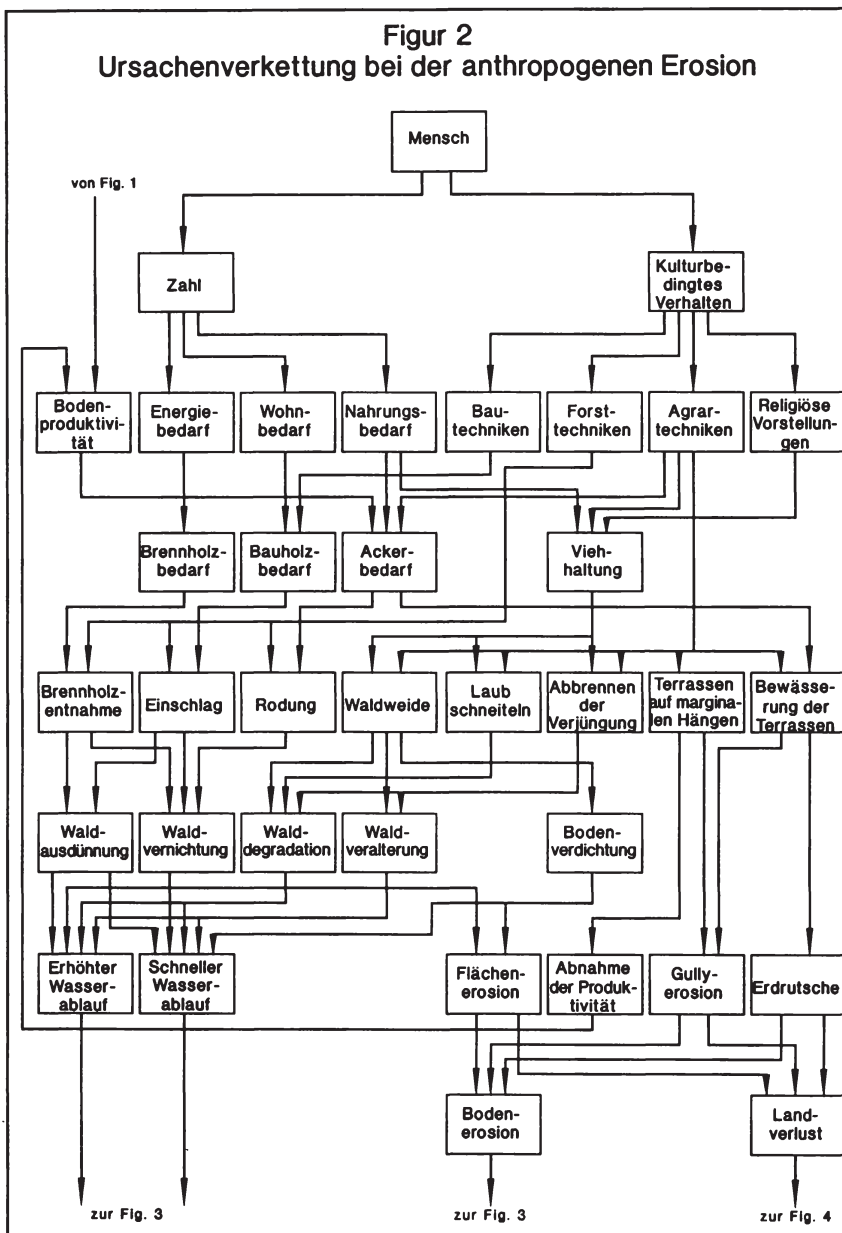 Figur 2
Ursachenverkettung bei der anthropogenen Erosion
Mensch
von Fig. 1
Zahl
Kulturbe-
dingtes
Verhalten
Boden-
produktivi-
tät
Energie-
bedarf
Wohn-
bedarf
Nahrungs-
bedarf
Bau-
techniken
Forst-
techniken
Agrar-
techniken
Religiöse
Vorstellun-
gen
Brennholz-
bedarf
Bauholz-
bedarf
Acker-
bedarf
Vieh-
haltung
Brennholz-
entnahme
Einschlag
Rodung
Waldweide
Laub
schneiteln
Abbrennen
der
Verjüngung
Terrassen
auf margina-
len Hängen
Bewässe-
rung der
Terrassen
Wald-
ausdünnung
Wald-
vernichtung
Wald-
degradation
Wald-
veralterung
Boden-
verdichtung
Erhöhter
Wasser-
ablauf
Schneller
Wasser-
ablauf
Flächen-
erosion
Abnahme
der Produk-
tivität
Gully-
erosion
Erdrutsche
Boden-
erosion
Land-
verlust
zur Fig. 3
zur Fig. 3
zur Fig. 4